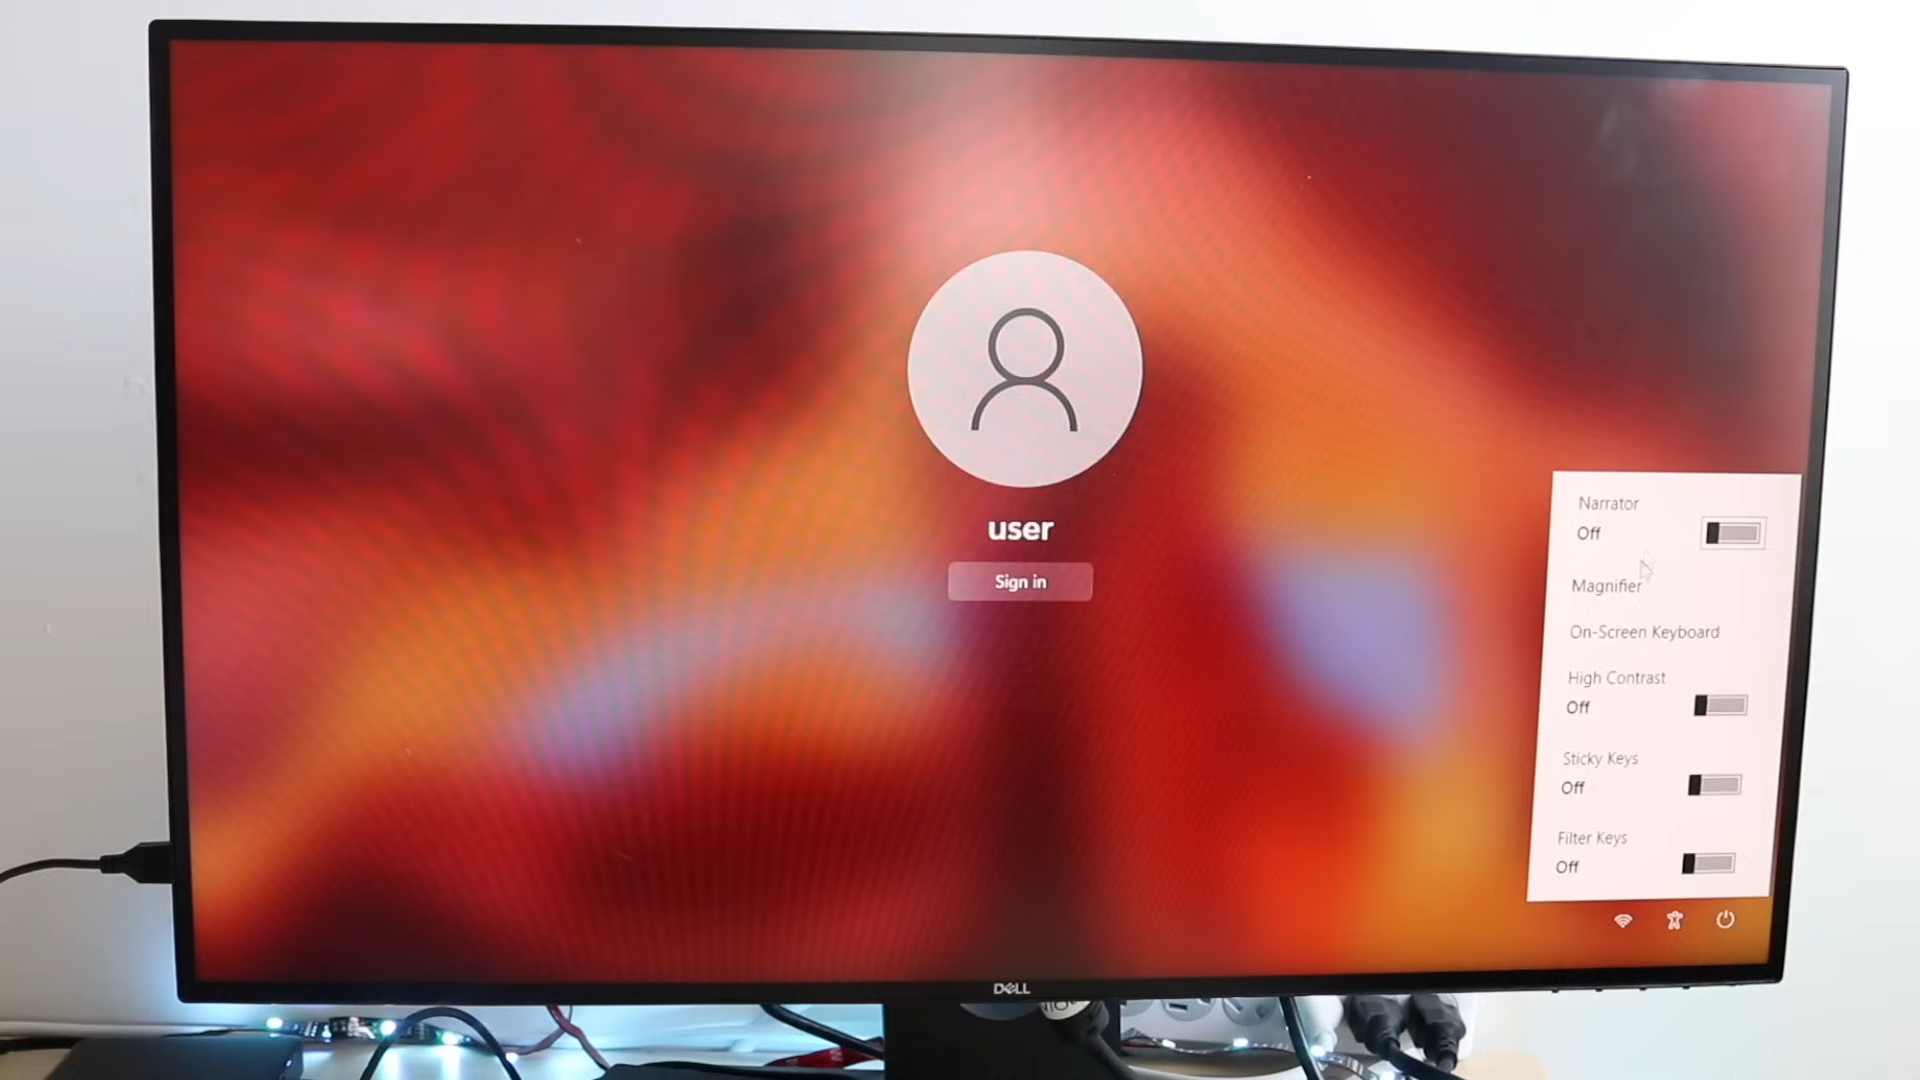 user
Sign in
Narrator
Off
Magnifier
On-Screen Keyboard
High Contrast
Off
Sticky Keys
Off
Filter Keys
Off
DELL